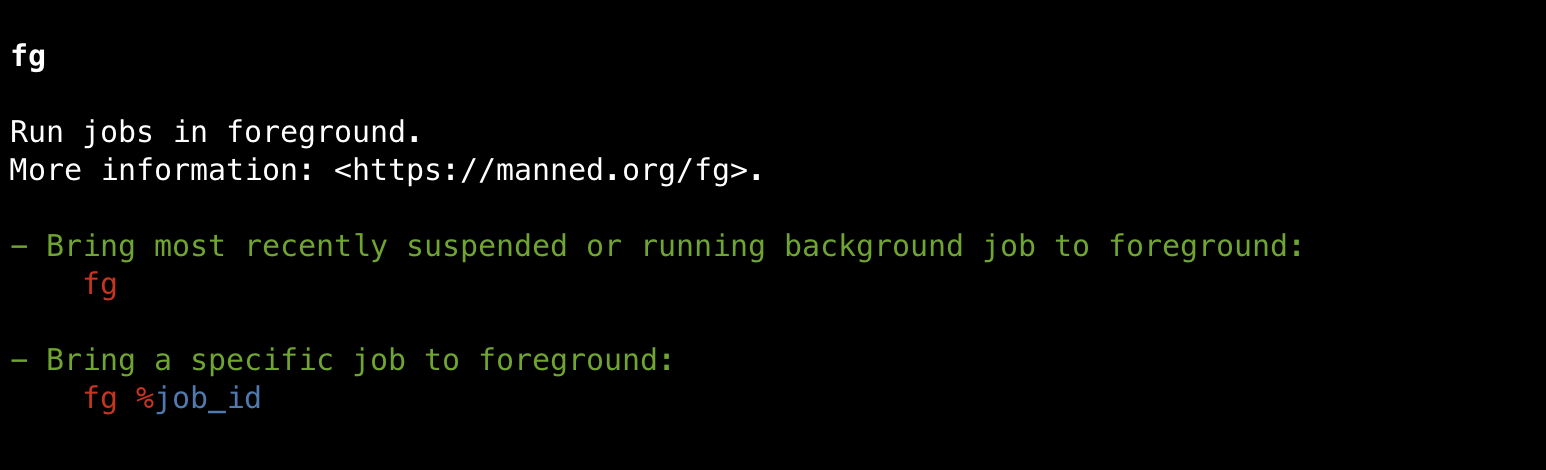 fg
Run jobs in foreground.
More information: <https://manned.org/fg>.
- Bring most recently suspended or running background job to foreground:
fg
- Bring a specific job to foreground:
fg %job_id